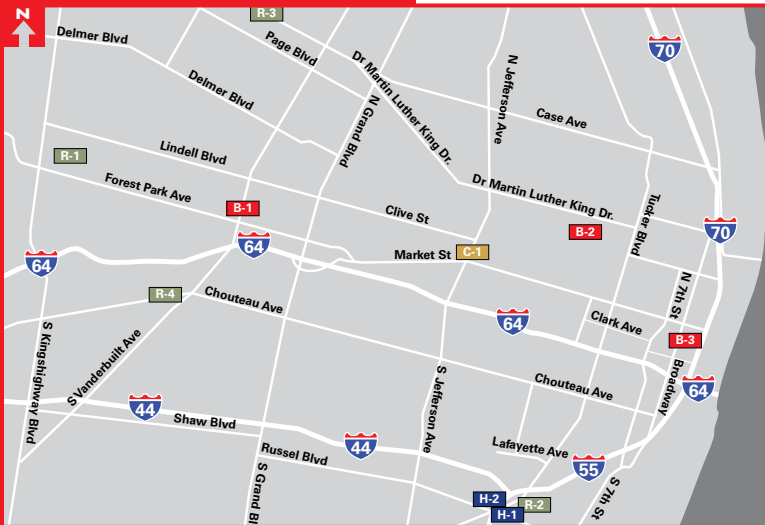 N
R-3
Delmer Blvd
Page Blvd
70
Dr Martin Luther King Dr.
N Jefferson Ave
Delmer Blvd
N Grand Blvd
Case Ave
R-1
Lindell Blvd
Forest Park Ave
Dr Martin Luther King Dr.
B-1
Clive St
Tucker Blvd
B-2
70
64
Market St
C-1
64
N 7th St
R-4
Chouteau Ave
64
Clark Ave
B-3
S Kingshighway Blvd
S Vanderbuilt Ave
S Jefferson Ave
Chouteau Ave
Broadway
64
44
Shaw Blvd
44
Lafayette Ave
Russel Blvd
55
S Grand Bl
S 7th St
H-2
R-2
H-1